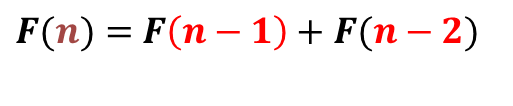 F(n) = F(n − 1) + F(n − 2)